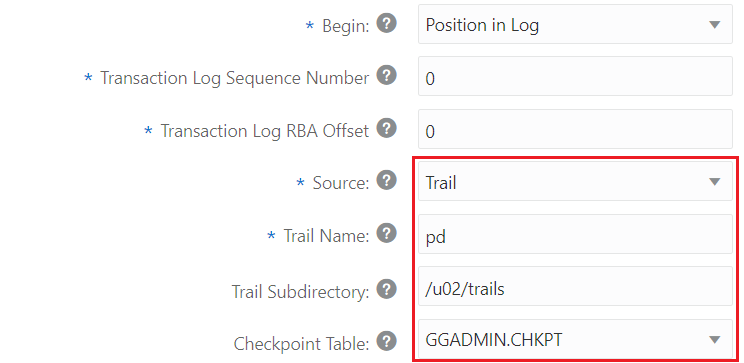 * Begin: ? Position in Log
* Transaction Log Sequence Number ? 0
* Transaction Log RBA Offset ? 0
* Source: ? Trail
* Trail Name: ? pd
Trail Subdirectory: ? /u02/trails
Checkpoint Table: ? GGADMIN.CHKPT